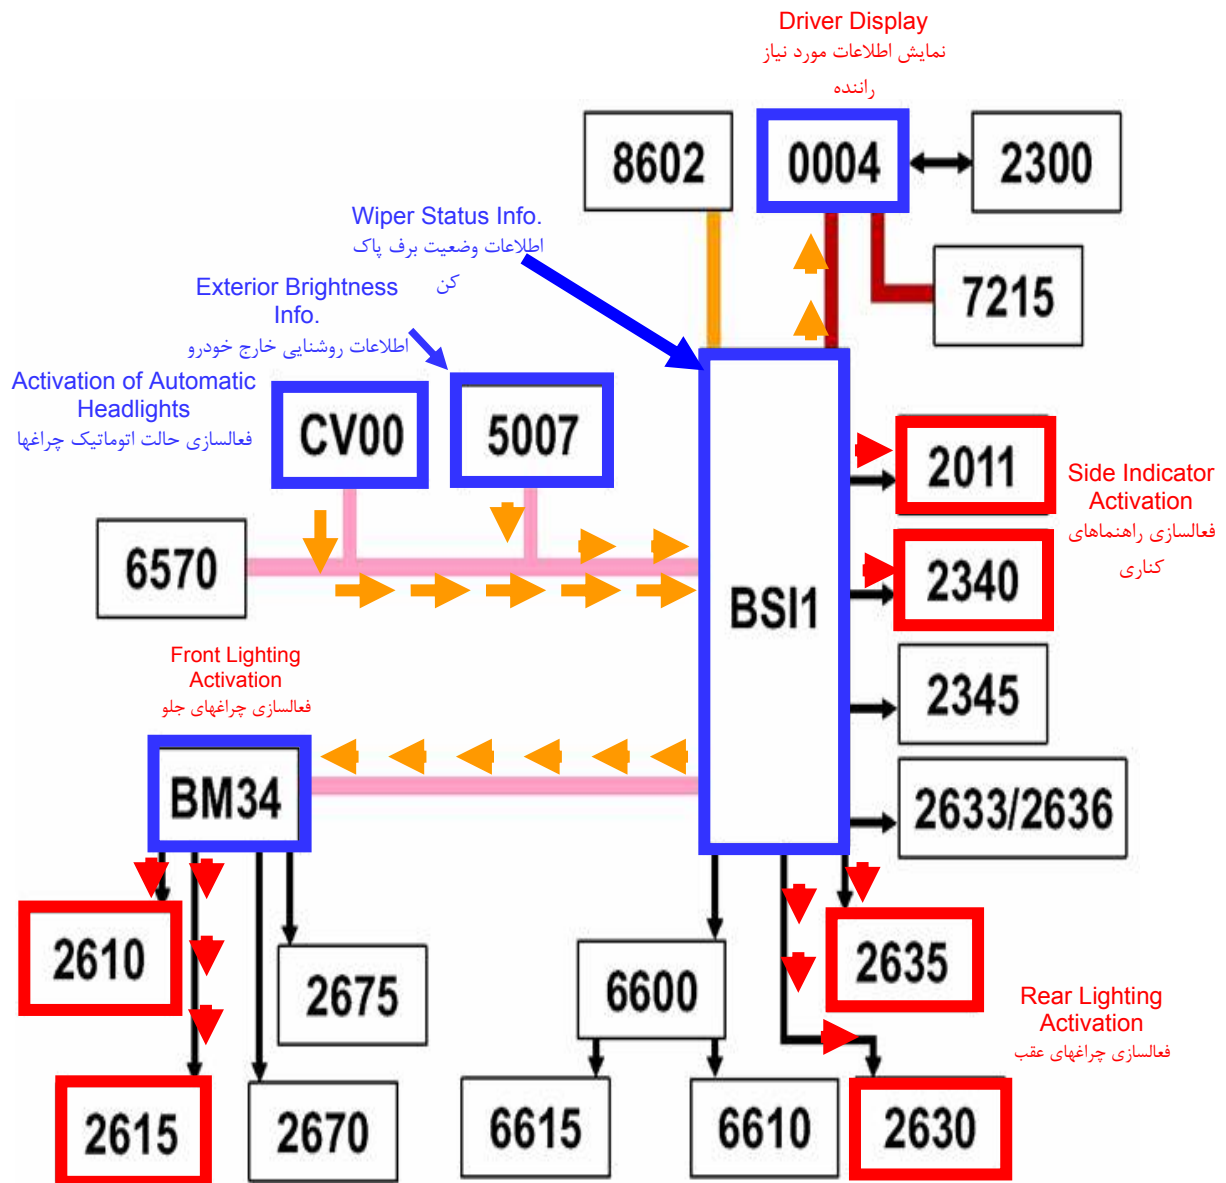 Driver Display
نمایش اطلاعات مورد نیاز
راننده
8602
0004
2300
Wiper Status Info.
اطلاعات وضعیت برف پاک
کن
7215
Exterior Brightness
Info.
اطلاعات روشنایی خارج خودرو
Activation of Automatic
Headlights
فعالسازی حالت اتوماتیک چراغها
CV00
5007
2011
Side Indicator
Activation
فعالسازی راهنماهای
کناری
6570
BSI1
2340
Front Lighting
Activation
فعالسازی چراغهای جلو
2345
BM34
2633/2636
2610
2675
6600
2635
Rear Lighting
Activation
فعالسازی چراغهای عقب
2615
2670
6615
6610
2630